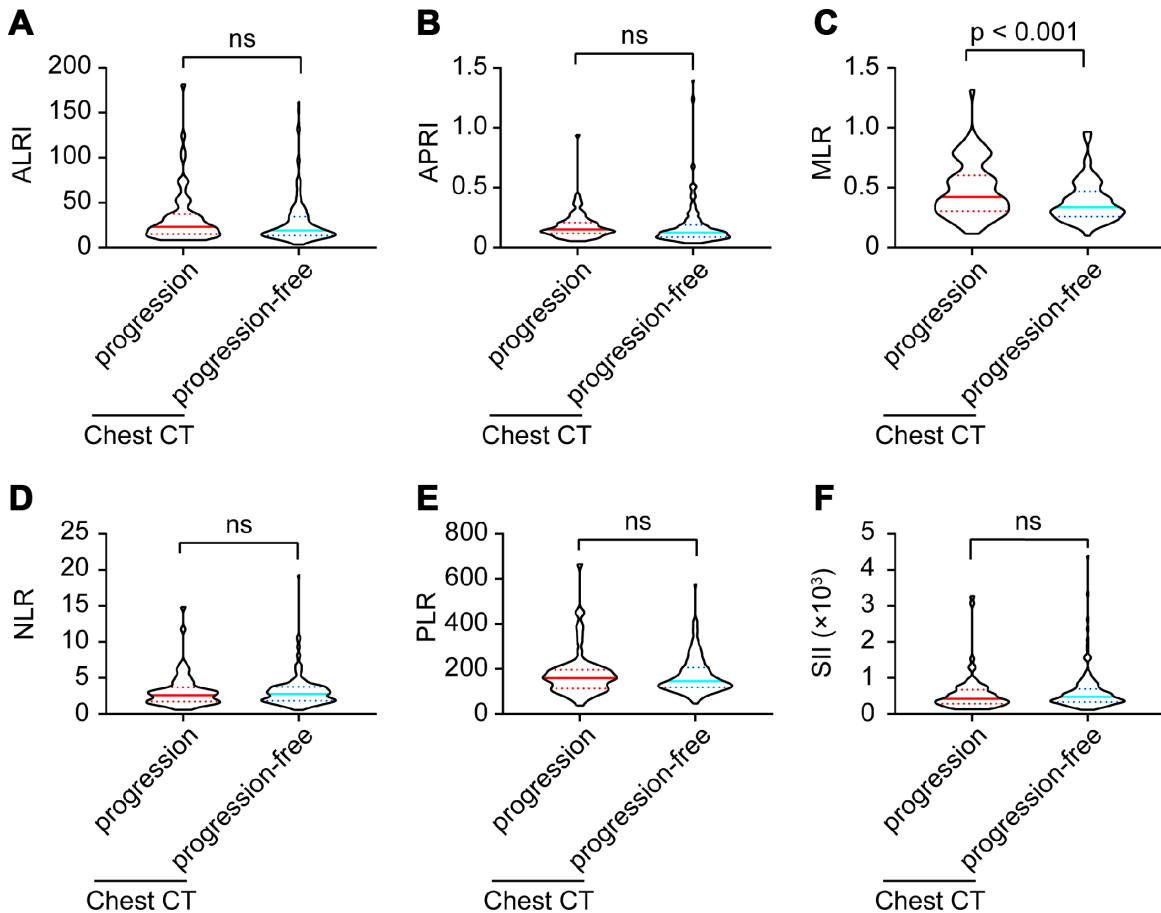 A
ns
ALRI
200
150
100
50
0
progression
progression-free
Chest CT
B
ns
APRI
1.5
1.0
0.5
0
progression
progression-free
Chest CT
C
p < 0.001
MLR
1.5
1.0
0.5
0
progression
progression-free
Chest CT
D
ns
NLR
25
20
15
10
5
0
progression
progression-free
Chest CT
E
ns
PLR
800
600
400
200
0
progression
progression-free
Chest CT
F
ns
SII (×10³)
5
4
3
2
1
0
progression
progression-free
Chest CT